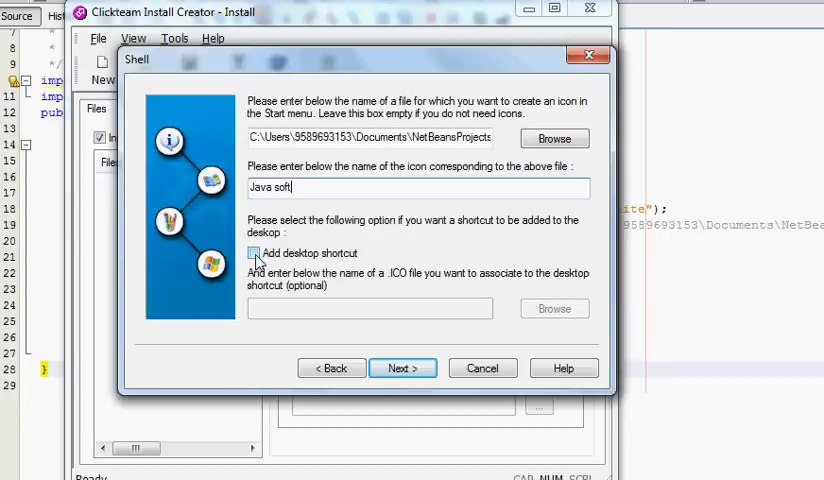 Source
Hist
Clickteam Install Creator - Install
File View Tools Help
New
Files
Shell
Please enter below the name of a file for which you want to create an icon in
the Start menu. Leave this box empty if you do not need icons.
C:\Users\9589693153\Documents\NetBeansProjects
Browse
Please enter below the name of the icon corresponding to the above file :
Java soft
Please select the following option if you want a shortcut to be added to the
deskop :
Add desktop shortcut
And enter below the name of a .ICO file you want to associate to the desktop
shortcut (optional)
Browse
< Back
Next >
Cancel
Help
7
8
9
imp
11 imp
12 pub
13
14
15
16
17
18 ite");
19 9589693153\Documents\NetBea
20
21
22
23
24
25
26
27
28 }
29
...
Ready
CAP NUM SCRL